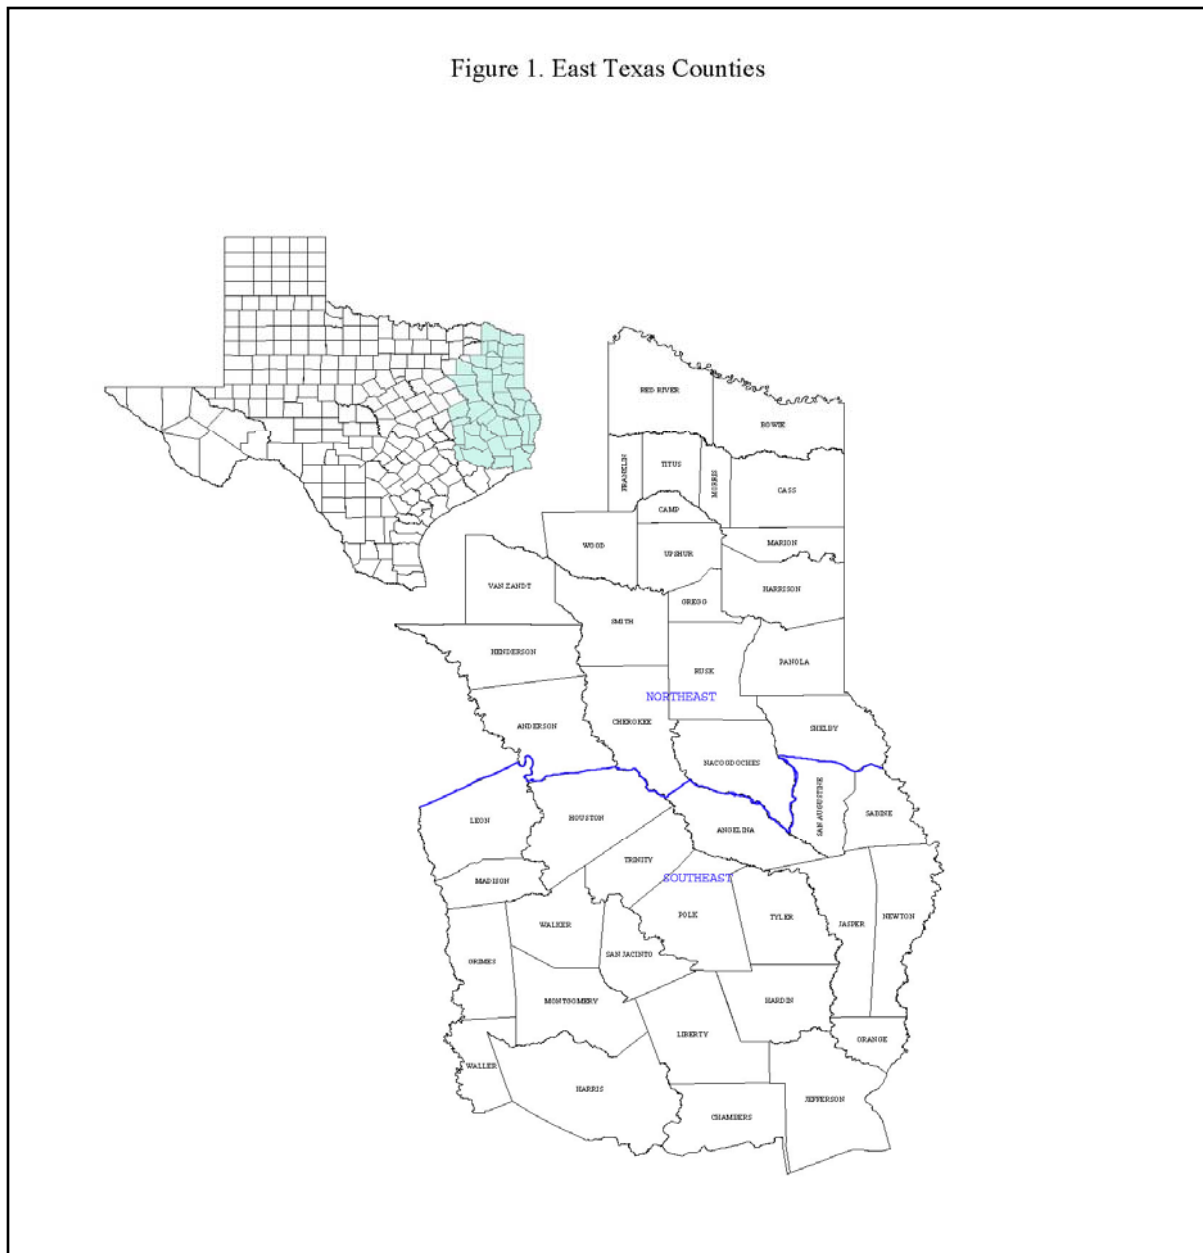 Figure 1. East Texas Counties
RED RIVER
BOWIE
FRANKLIN
TITUS
MORRIS
CASS
CAMP
WOOD
UPSHUR
MARION
VAN ZANDT
GREGG
HARRISON
SMITH
HENDERSON
RUSK
PANOLA
NORTHEAST
ANDERSON
CHEROKEE
SHELBY
NACOGDOCHES
LEON
HOUSTON
ANGELINA
SAN AUGUSTINE
SABINE
TRINITY
MADISON
SOUTHEAST
WALKER
POLK
TYLER
JASPER
NEWTON
GRIMES
SAN JACINTO
MONTGOMERY
HARDIN
LIBERTY
ORANGE
WALLER
HARRIS
CHAMBERS
JEFFERSON